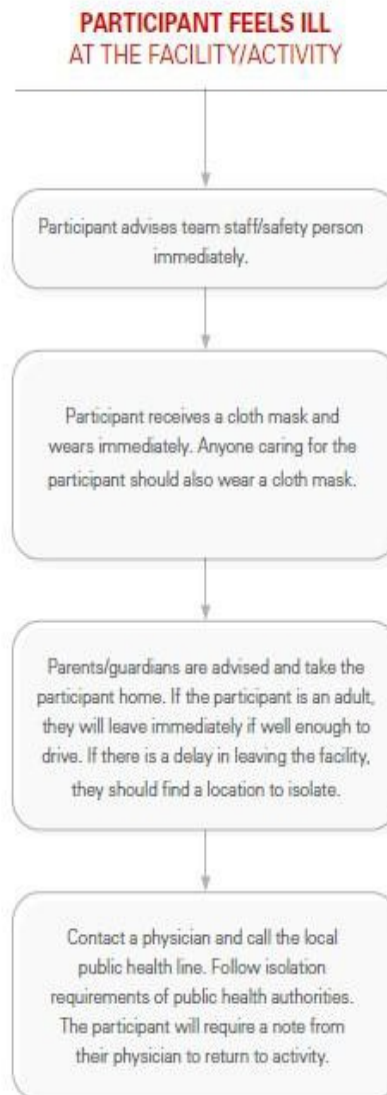 PARTICIPANT FEELS ILL
AT THE FACILITY/ACTIVITY
Participant advises team staff/safety person
immediately.
Participant receives a cloth mask and
wears immediately. Anyone caring for the
participant should also wear a cloth mask.
Parents/guardians are advised and take the
participant home. If the participant is an adult,
they will leave immediately if well enough to
drive. If there is a delay in leaving the facility,
they should find a location to isolate.
Contact a physician and call the local
public health line. Follow isolation
requirements of public health authorities.
The participant will require a note from
their physician to return to activity.